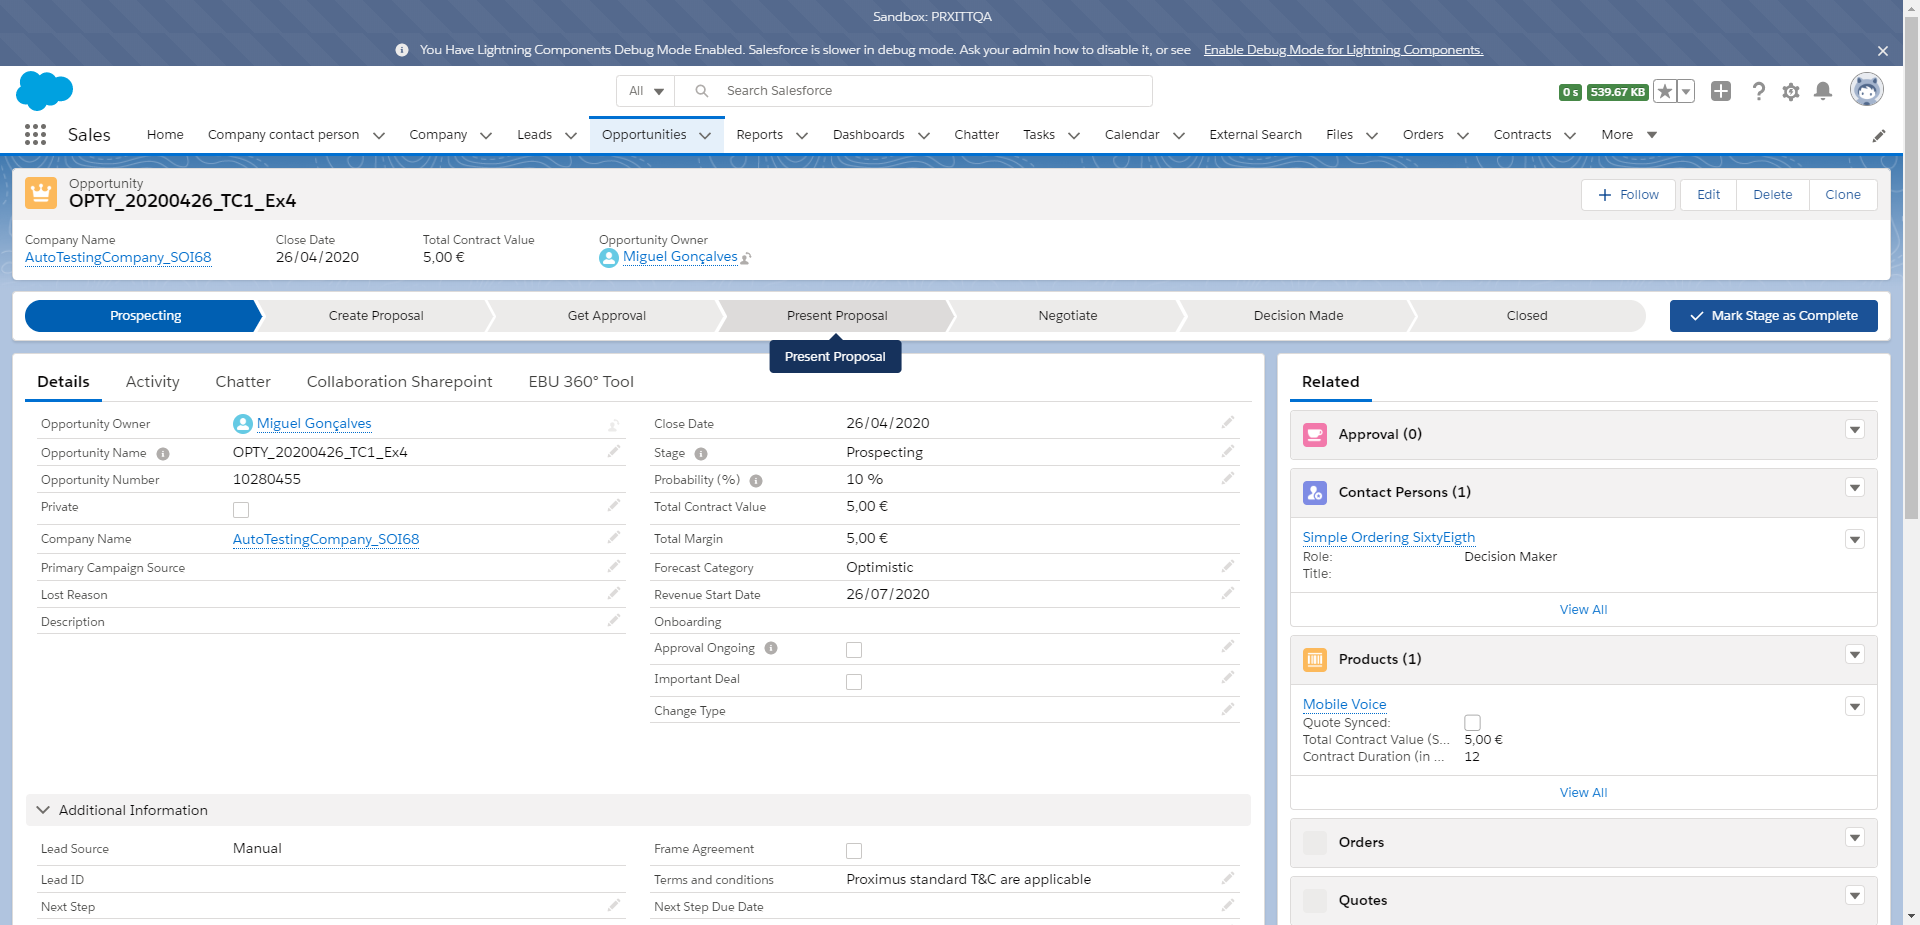 Sandbox: PRXITTQA
You Have Lightning Components Debug Mode Enabled. Salesforce is slower in debug mode. Ask your admin how to disable it, or see Enable Debug Mode for Lightning Components.
All Search Salesforce 0 s 539.67 KB
Sales Home Company contact person Company Leads Opportunities Reports Dashboards Chatter Tasks Calendar External Search Files Orders Contracts More
Opportunity
OPTY_20200426_TC1_Ex4
Follow Edit Delete Clone
Company Name Close Date Total Contract Value Opportunity Owner
AutoTestingCompany_SOI68 26/04/2020 5,00 € Miguel Gonçalves
Prospecting Create Proposal Get Approval Present Proposal Negotiate Decision Made Closed Mark Stage as Complete
Present Proposal
Details Activity Chatter Collaboration Sharepoint EBU 360° Tool
Opportunity Owner Miguel Gonçalves
Opportunity Name OPTY_20200426_TC1_Ex4
Opportunity Number 10280455
Private
Company Name AutoTestingCompany_SOI68
Primary Campaign Source
Lost Reason
Description
Close Date 26/04/2020
Stage Prospecting
Probability (%) 10 %
Total Contract Value 5,00 €
Total Margin 5,00 €
Forecast Category Optimistic
Revenue Start Date 26/07/2020
Onboarding
Approval Ongoing
Important Deal
Change Type
Additional Information
Lead Source Manual
Lead ID
Next Step
Frame Agreement
Terms and conditions Proximus standard T&C are applicable
Next Step Due Date
Related
Approval (0)
Contact Persons (1)
Simple Ordering SixtyEigth
Role: Decision Maker
Title:
View All
Products (1)
Mobile Voice
Quote Synced:
Total Contract Value (S... 5,00 €
Contract Duration (in ... 12
View All
Orders
Quotes